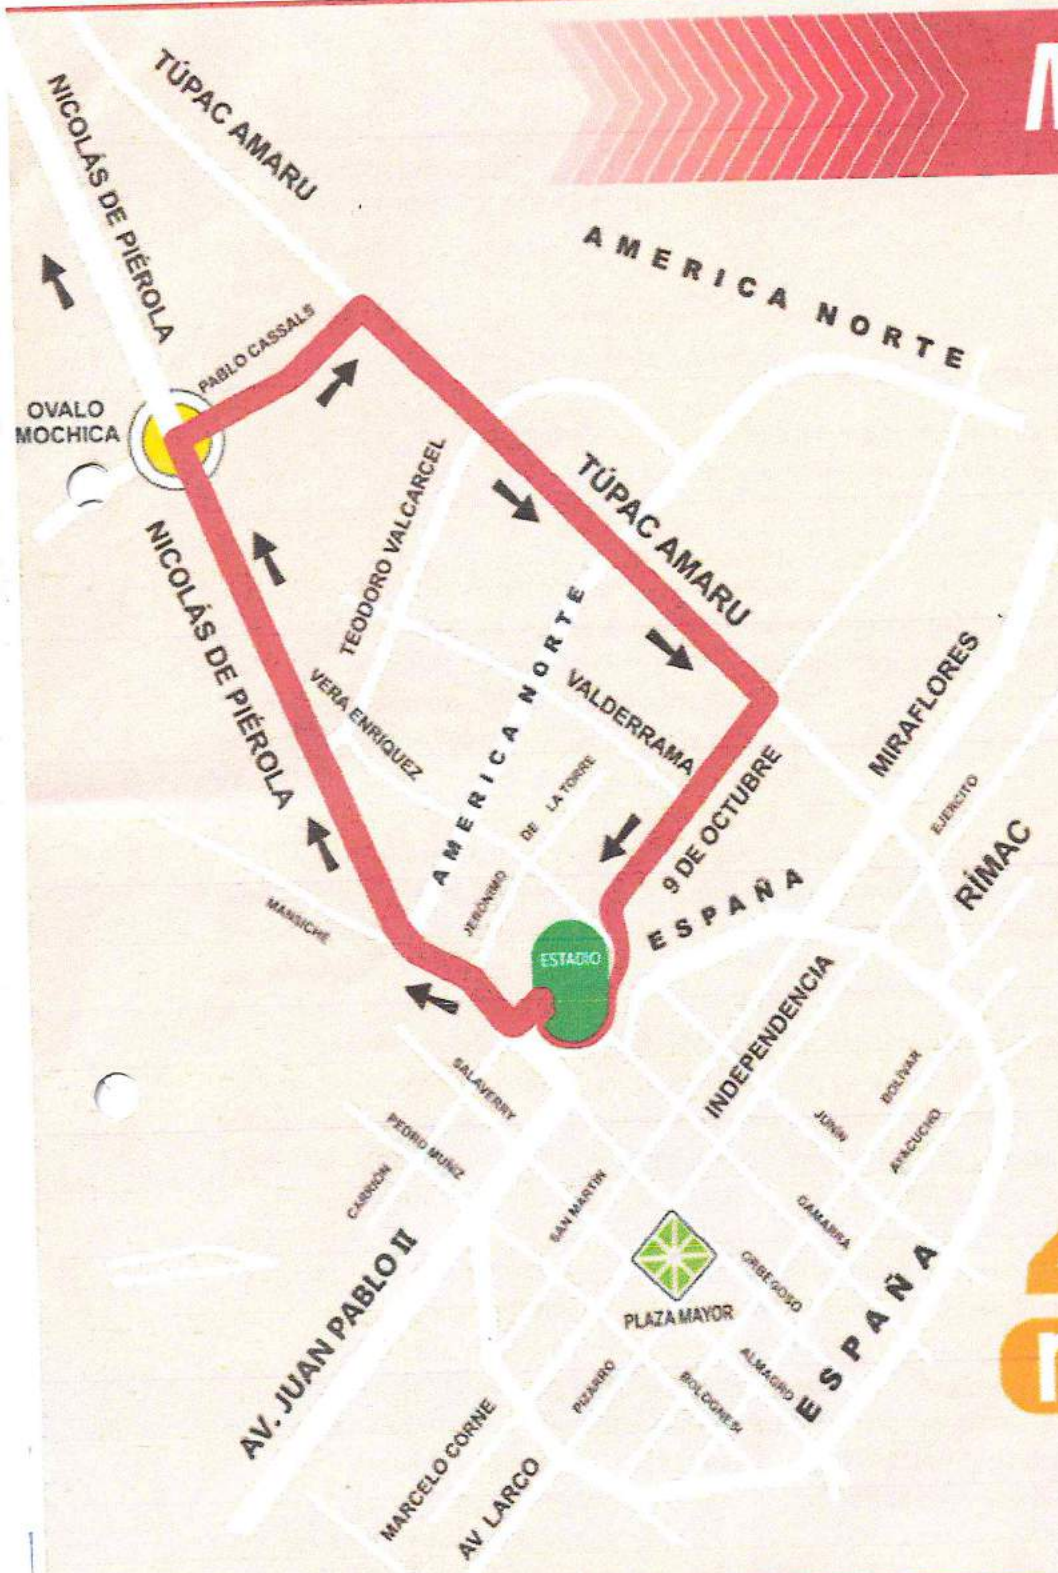 TÚPAC AMARU
NICOLÁS DE PIÉROLA
AMERICA NORTE
PABLO CASSALS
OVALO
MOCHICA
TEODORO VALCARCEL
TÚPAC AMARU
NICOLÁS DE PIÉROLA
AMERICA NORTE
VERA ENRIQUEZ
VALDERRAMA
MIRAFLORES
JERÓNIMO DE LA TORRE
9 DE OCTUBRE
EJERCITO
RÍMAC
MANSICHE
ESPAÑA
ESTADIO
INDEPENDENCIA
SALAVERRY
BOLÍVAR
JUNIN
AYACUCHO
PEDRO MUÑIZ
CARRIÓN
SAN MARTIN
GAMARRA
ORBEGOSO
PLAZA MAYOR
AV. JUAN PABLO II
ESPAÑA
ALMAGRO
PIZARRO
BOLOGNESI
MARCELO CORNE
AV LARCO